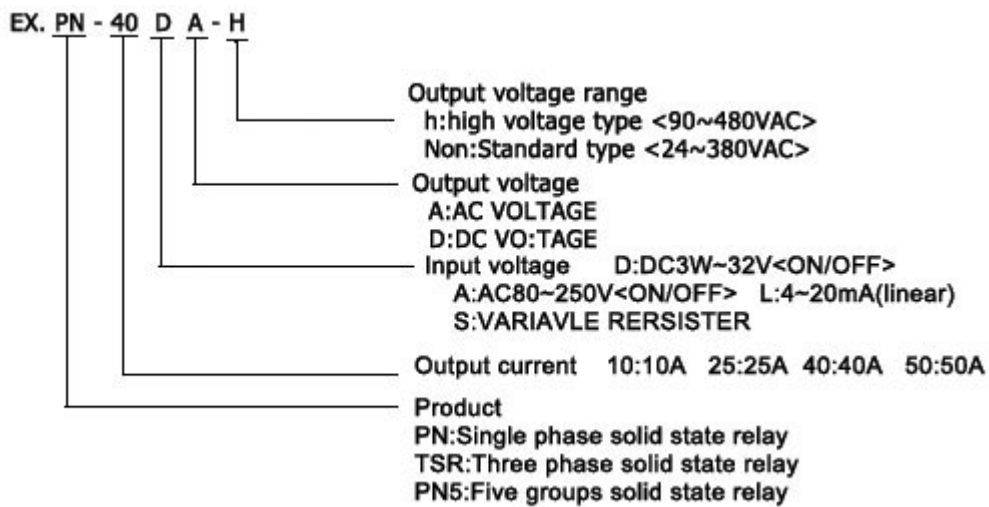 EX. PN - 40 D A - H
Output voltage range
h:high voltage type <90~480VAC>
Non:Standard type <24~380VAC>
Output voltage
A:AC VOLTAGE
D:DC VO:TAGE
Input voltage D:DC3W~32V<ON/OFF>
A:AC80~250V<ON/OFF> L:4~20mA(linear)
S:VARIAVLE RERSISTER
Output current 10:10A 25:25A 40:40A 50:50A
Product
PN:Single phase solid state relay
TSR:Three phase solid state relay
PN5:Five groups solid state relay